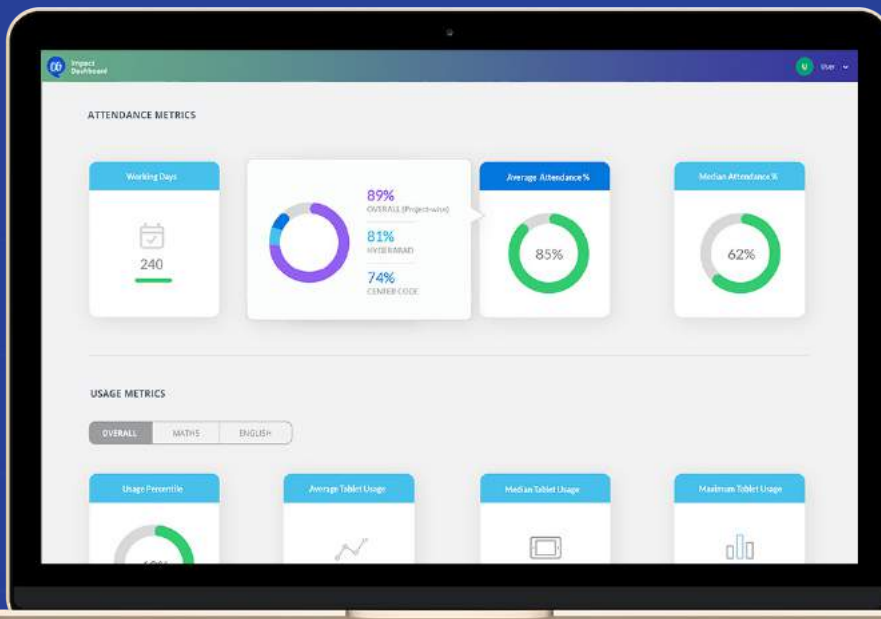 Impact
Dashboard
U
User
ATTENDANCE METRICS
Working Days
240
89%
OVERALL (Project-wise)
81%
HYDERABAD
74%
CENTER CODE
Average Attendance %
85%
Median Attendance %
62%
USAGE METRICS
OVERALL
MATHS
ENGLISH
Usage Percentile
Average Tablet Usage
Median Tablet Usage
Maximum Tablet Usage